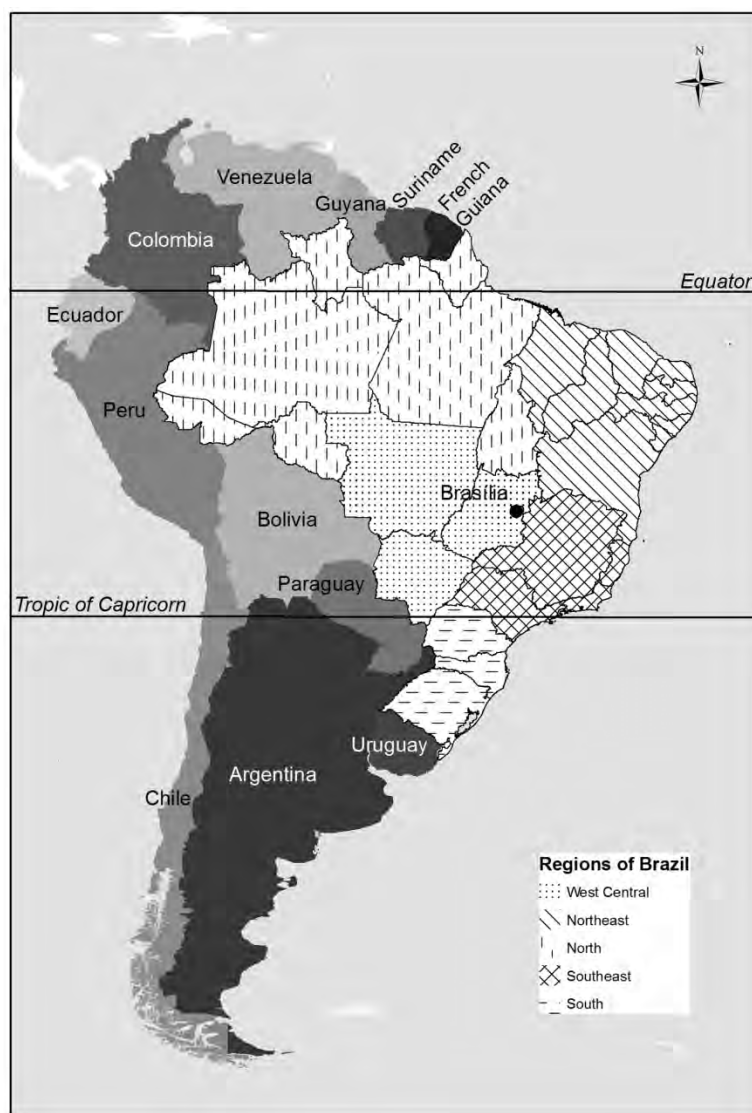 N
Venezuela
Guyana
Suriname
French
Guiana
Colombia
Equator
Ecuador
Peru
Brasília
Bolivia
Paraguay
Tropic of Capricorn
Uruguay
Argentina
Chile
Regions of Brazil
West Central
Northeast
North
Southeast
South